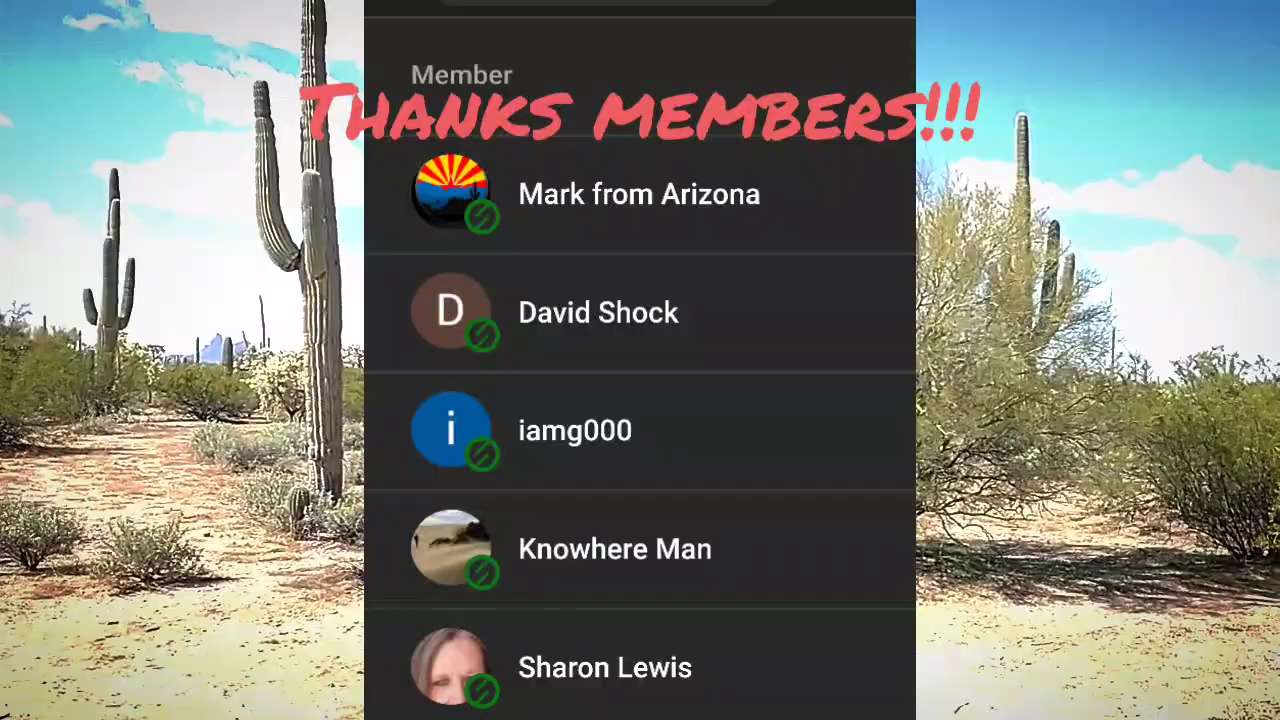 Member
THANKS MEMBERS!!!
Mark from Arizona
D
David Shock
i
iamg000
Knowhere Man
Sharon Lewis